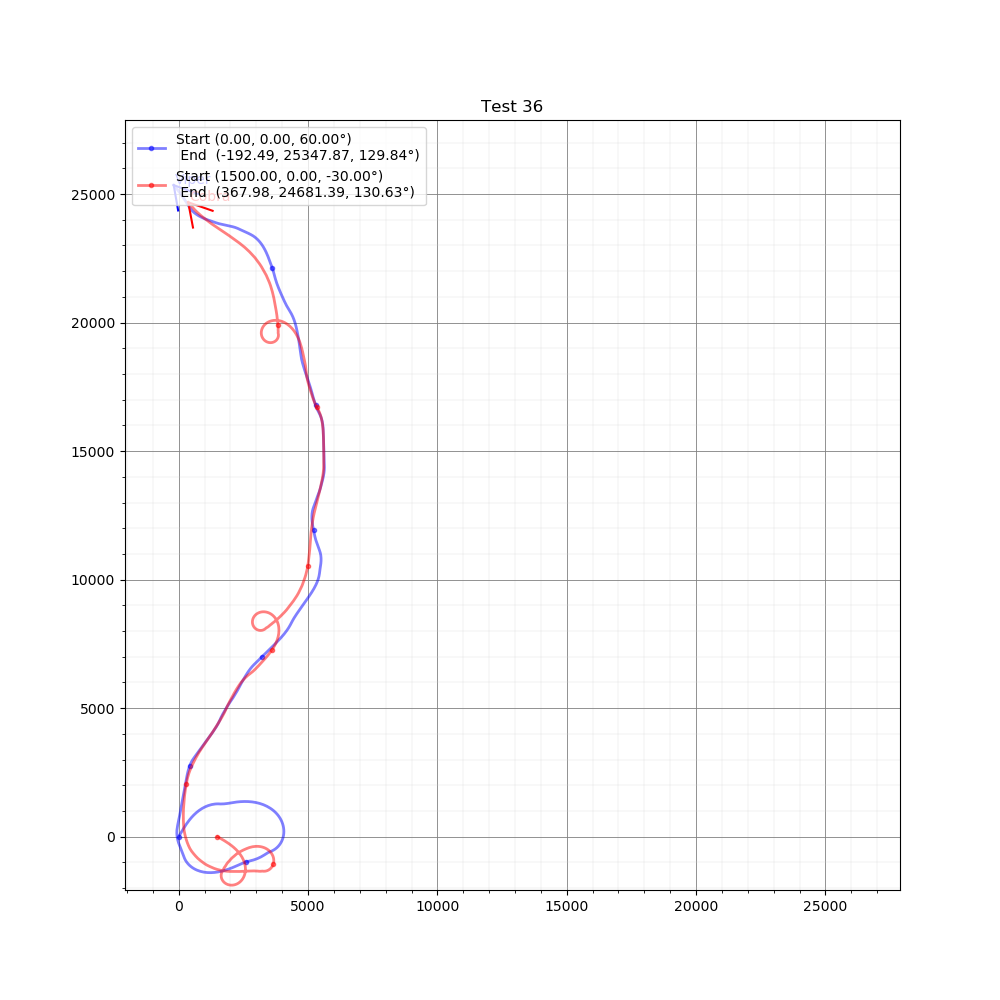 Test 36
Start (0.00, 0.00, 60.00°)
End (-192.49, 25347.87, 129.84°)
Start (1500.00, 0.00, -30.00°)
End (367.98, 24681.39, 130.63°)
25000
20000
15000
10000
5000
0
0
5000
10000
15000
20000
25000